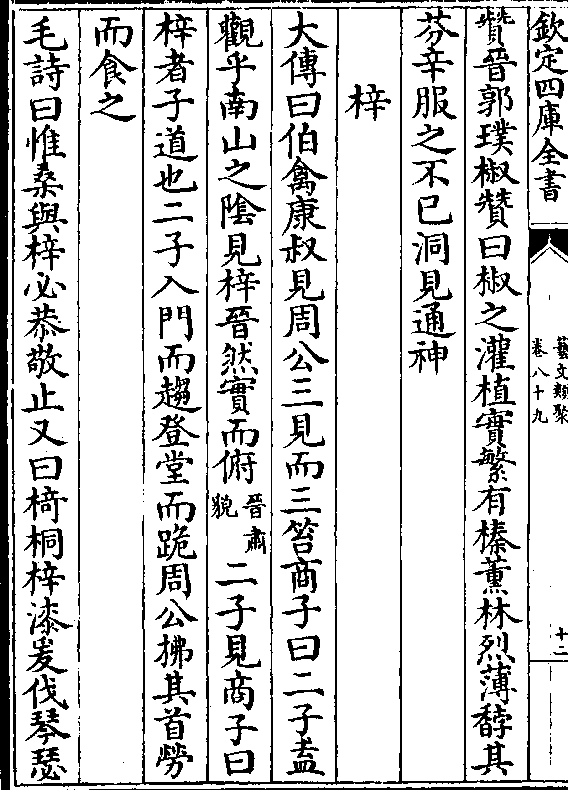 欽定四庫全書
藝文類聚
卷八十九
十二
贊晉郭璞椒贊曰椒之灌植實繁有榛薰林烈薄馞其
芬辛服之不已洞見通神
梓
大傳曰伯禽康叔見周公三見而三笞商子曰二子盍
觀乎南山之陰見梓晉然實而俯晉肅貌二子見商子曰
梓者子道也二子入門而趨登堂而跪周公拂其首勞
而食之
毛詩曰惟桑與梓必恭敬止又曰椅桐梓漆爰伐琴瑟